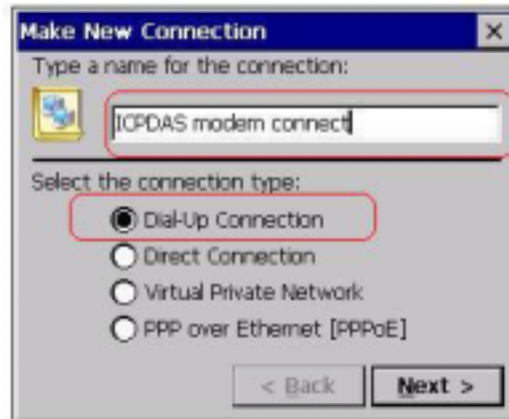 Make New Connection
Type a name for the connection:
ICPDAS modem connect
Select the connection type:
Dial-Up Connection
Direct Connection
Virtual Private Network
PPP over Ethernet [PPPoE]
< Back
Next >